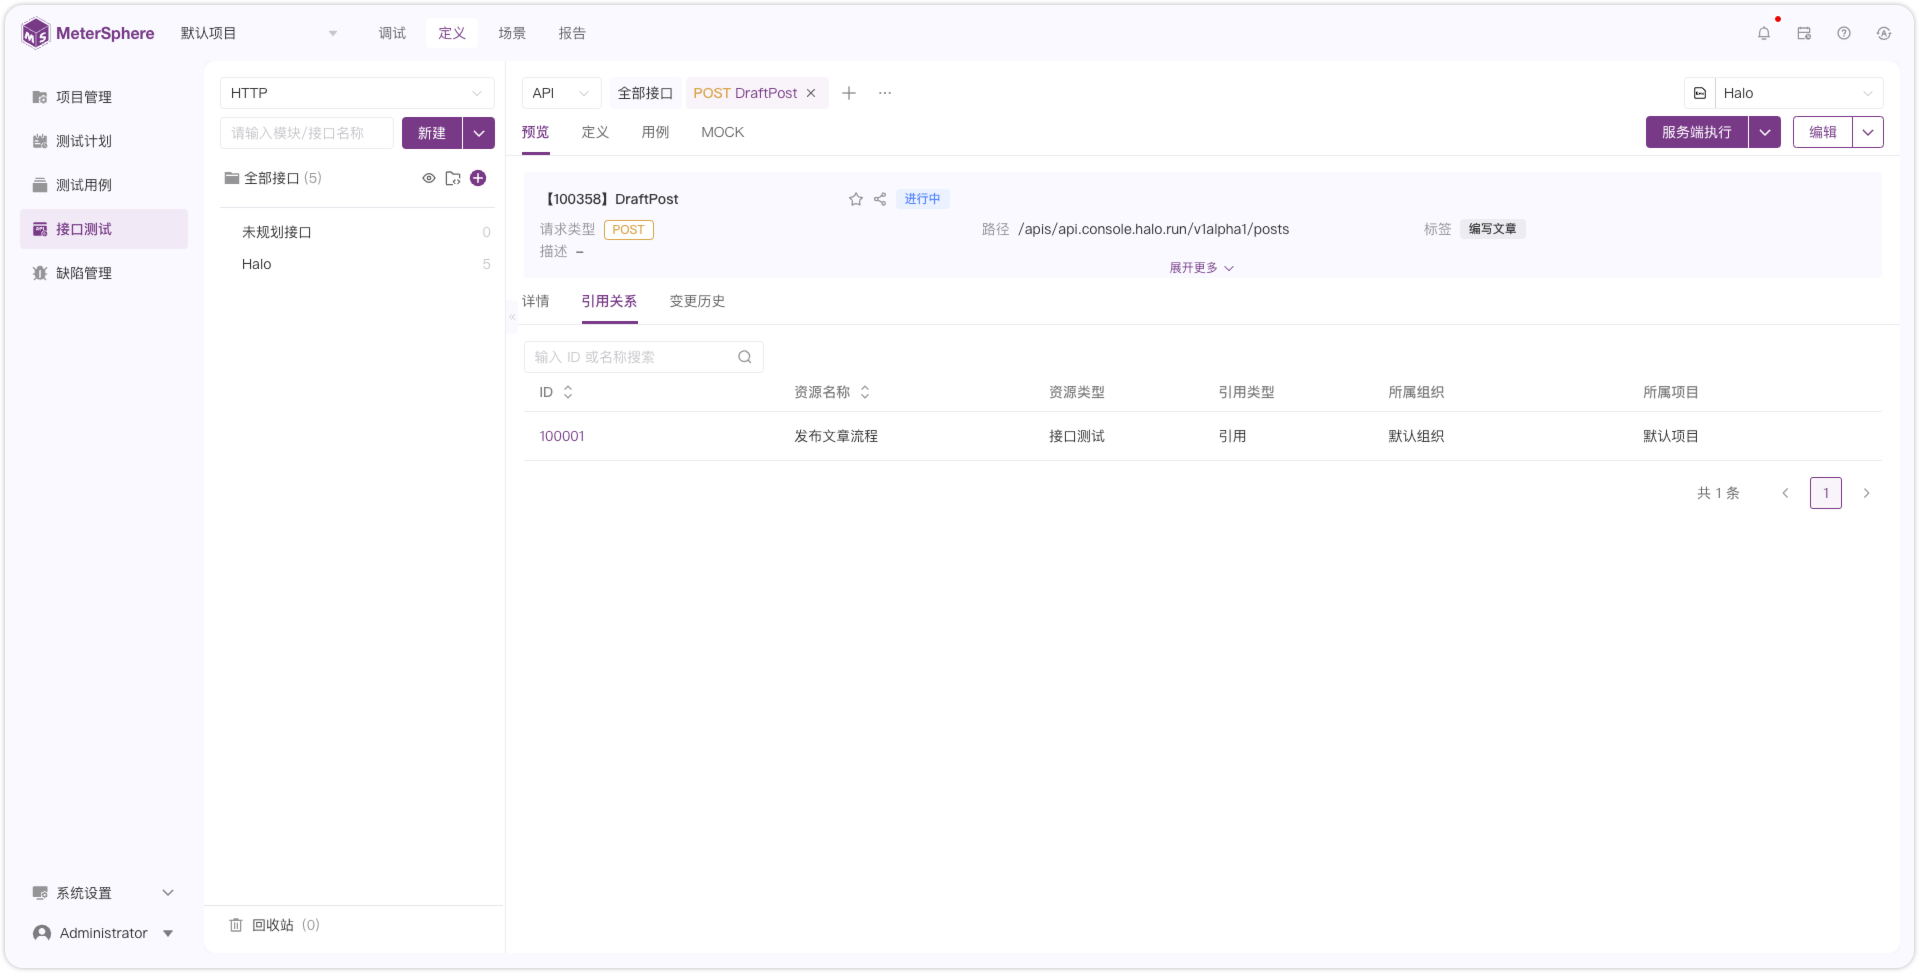 MeterSphere
默认项目
调试
定义
场景
报告
项目管理
测试计划
测试用例
接口测试
缺陷管理
系统设置
Administrator
HTTP
请输入模块/接口名称
新建
全部接口 (5)
未规划接口 0
Halo 5
回收站 (0)
API
全部接口
POST DraftPost
Halo
预览
定义
用例
MOCK
服务端执行
编辑
【100358】DraftPost
进行中
请求类型 POST
路径 /apis/api.console.halo.run/v1alpha1/posts
标签 编写文章
描述 –
展开更多
详情
引用关系
变更历史
输入 ID 或名称搜索
ID 资源名称 资源类型 引用类型 所属组织 所属项目
100001 发布文章流程 接口测试 引用 默认组织 默认项目
共 1 条
1